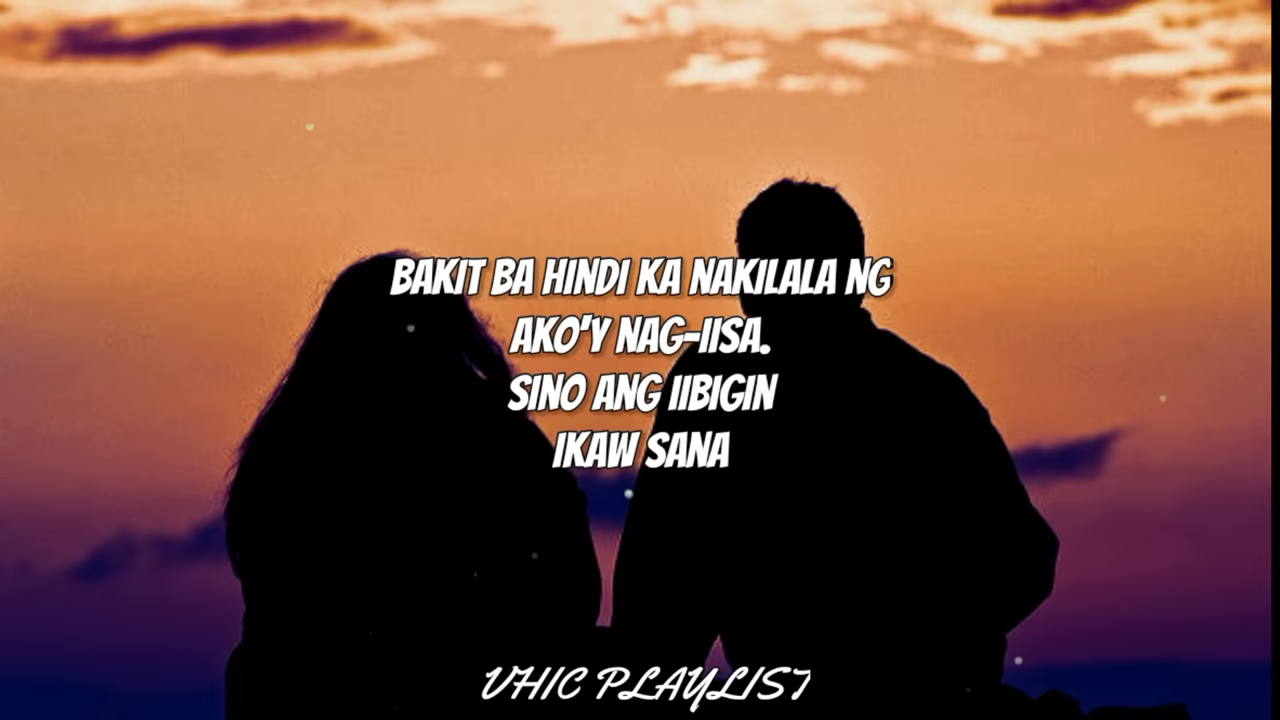 BAKIT BA HINDI KA NAKILALA NG
AKO'Y NAG-IISA.
SINO ANG IIBIGIN
IKAW SANA
VHIC PLAYLIST